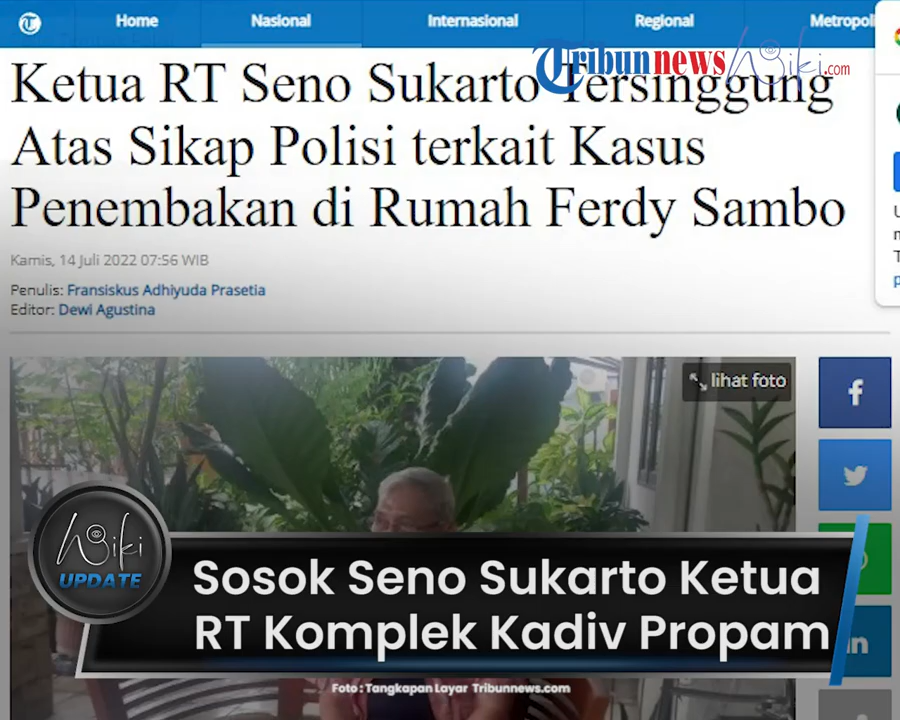 Home Nasional Internasional Regional
Tribunnews Wiki.com
Ketua RT Seno Sukarto Tersinggung
Atas Sikap Polisi terkait Kasus
Penembakan di Rumah Ferdy Sambo
Kamis, 14 Juli 2022 07:56 WIB
Penulis: Fransiskus Adhiyuda Prasetia
Editor: Dewi Agustina
lihat foto
Wiki
UPDATE
Sosok Seno Sukarto Ketua
RT Komplek Kadiv Propam
Foto : Tangkapan Layar Tribunnews.com